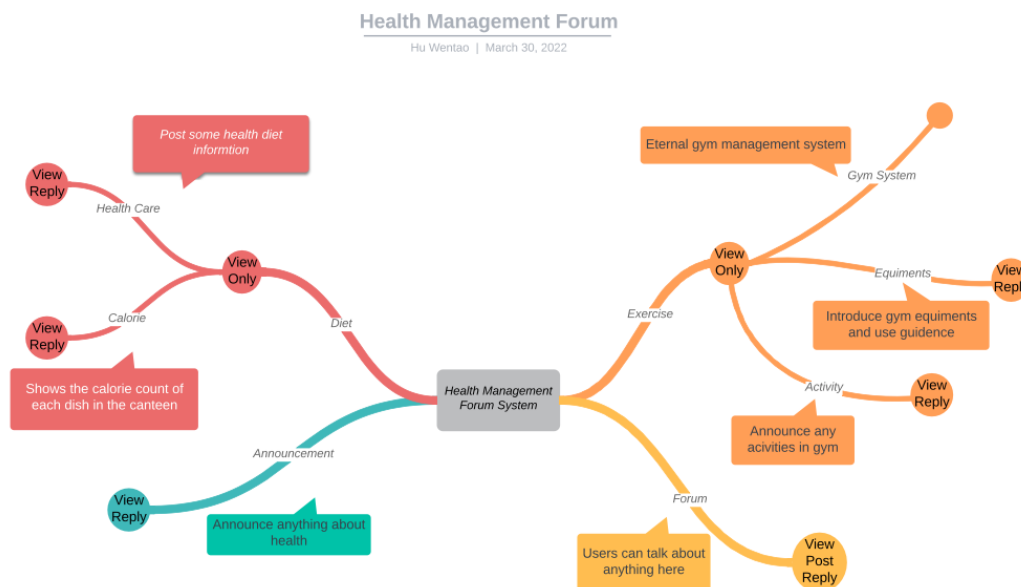 Health Management Forum
Hu Wentao | March 30, 2022
Post some health diet
informtion
View
Reply
Health Care
View
Only
Calorie
View
Reply
Diet
Shows the calorie count of
each dish in the canteen
Health Management
Forum System
Announcement
View
Reply
Announce anything about
health
Eternal gym management system
Gym System
View
Only
Equiments
View
Reply
Exercise
Introduce gym equiments
and use guidence
Activity
View
Reply
Announce any
acivities in gym
Forum
Users can talk about
anything here
View
Post
Reply